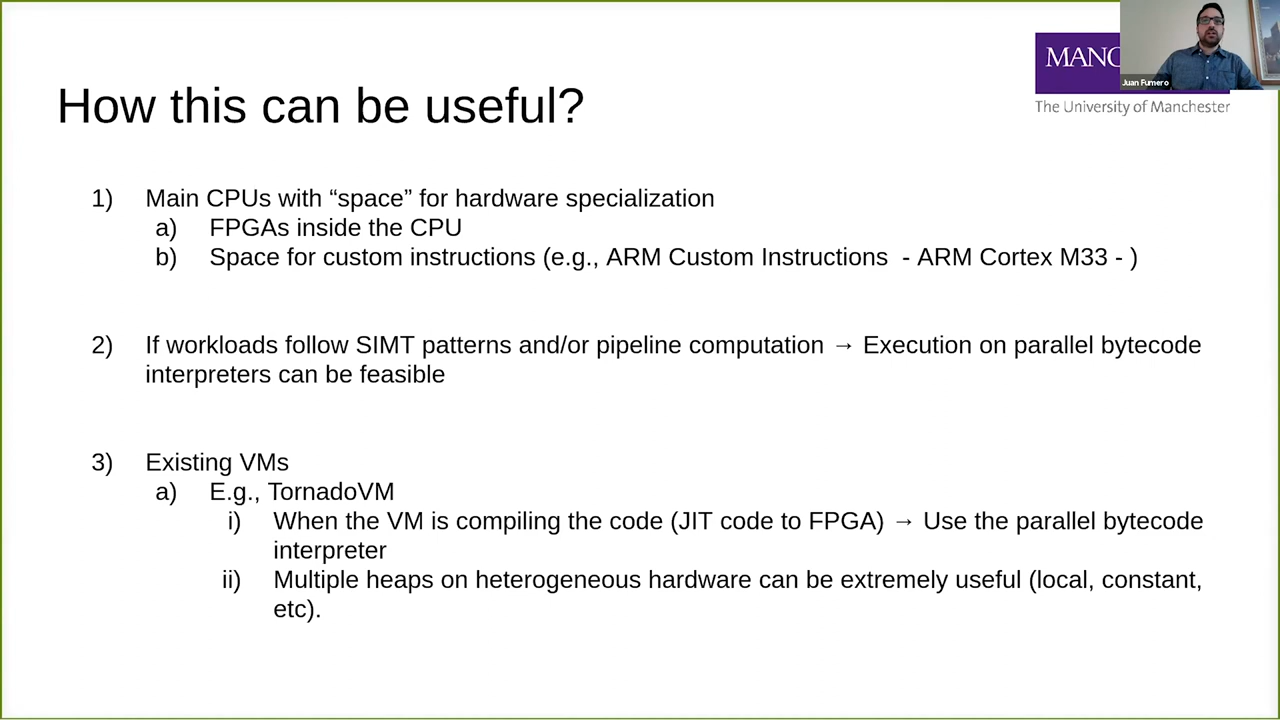 MANC
Juan Fumero
The University of Manchester
How this can be useful?
1) Main CPUs with “space” for hardware specialization
a) FPGAs inside the CPU
b) Space for custom instructions (e.g., ARM Custom Instructions - ARM Cortex M33 - )
2) If workloads follow SIMT patterns and/or pipeline computation → Execution on parallel bytecode
interpreters can be feasible
3) Existing VMs
a) E.g., TornadoVM
i) When the VM is compiling the code (JIT code to FPGA) → Use the parallel bytecode
interpreter
ii) Multiple heaps on heterogeneous hardware can be extremely useful (local, constant,
etc).